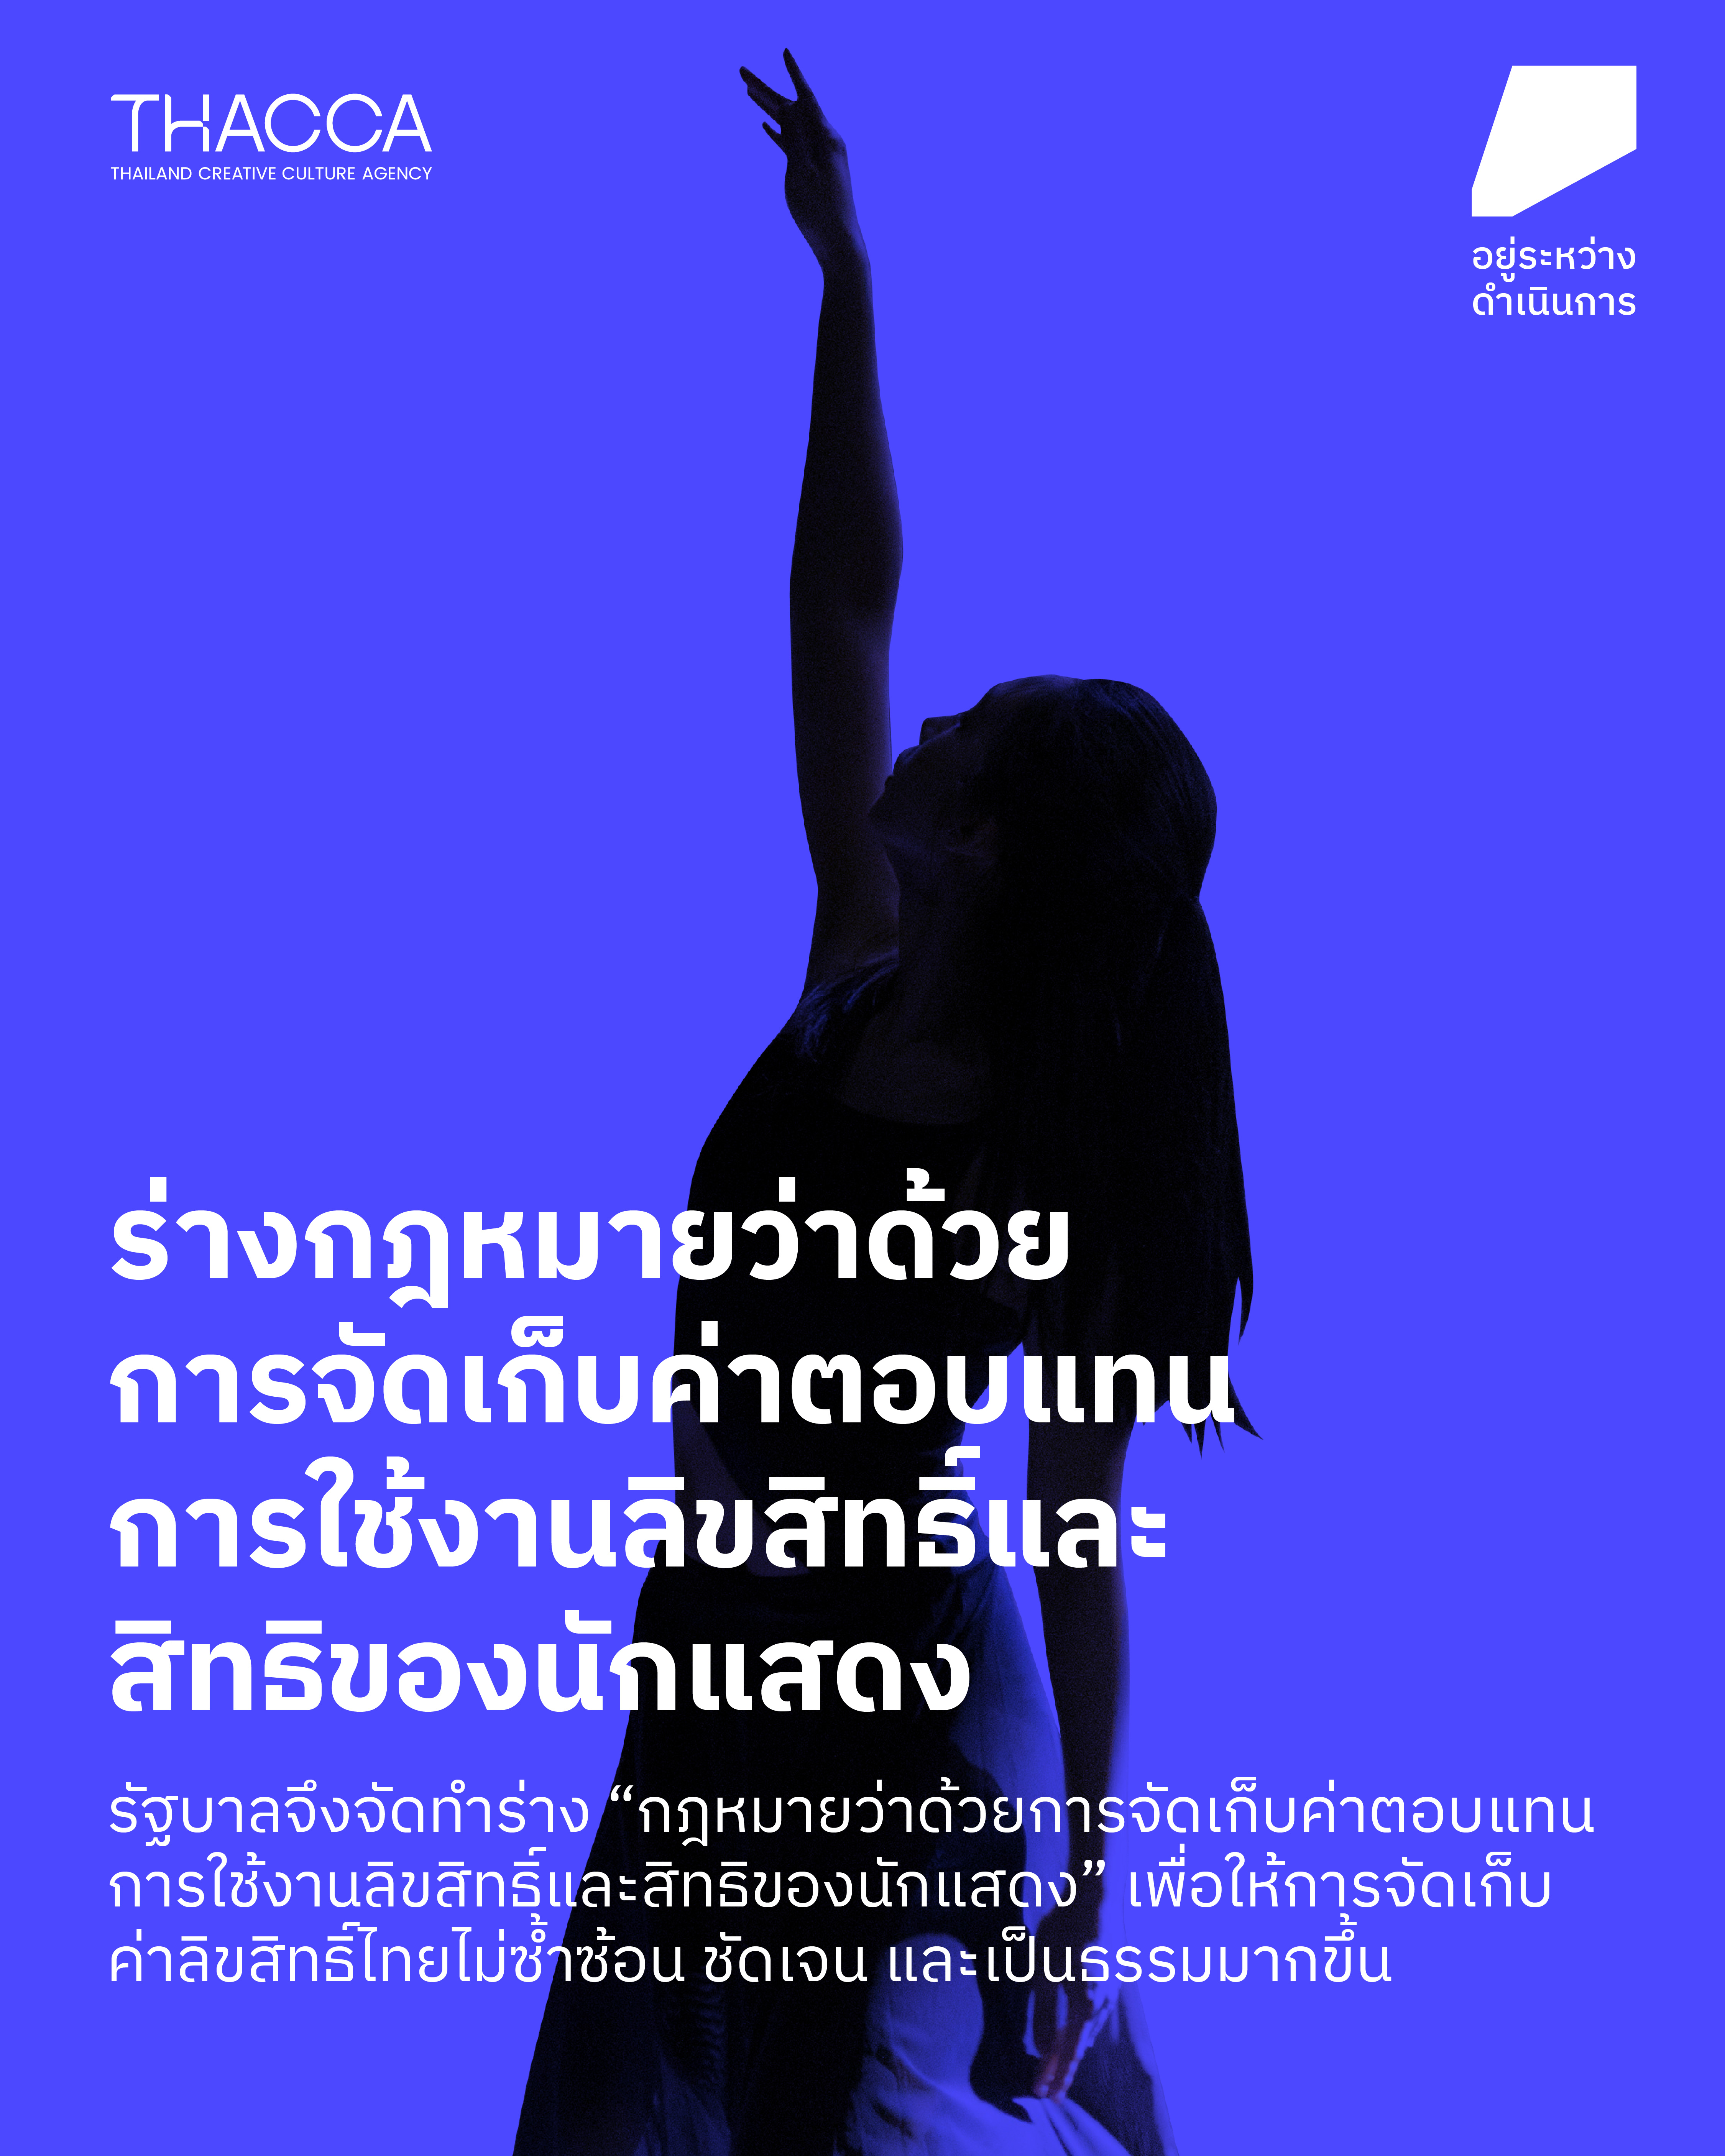 THACCA
THAILAND CREATIVE CULTURE AGENCY
อยู่ระหว่าง
ดำเนินการ
ร่างกฎหมายว่าด้วย
การจัดเก็บค่าตอบแทน
การใช้งานลิขสิทธิ์และ
สิทธิของนักแสดง
รัฐบาลจึงจัดทำร่าง “กฎหมายว่าด้วยการจัดเก็บค่าตอบแทน
การใช้งานลิขสิทธิ์และสิทธิของนักแสดง” เพื่อให้การจัดเก็บ
ค่าลิขสิทธิ์ไทยไม่ซ้ำซ้อน ชัดเจน และเป็นธรรมมากขึ้น